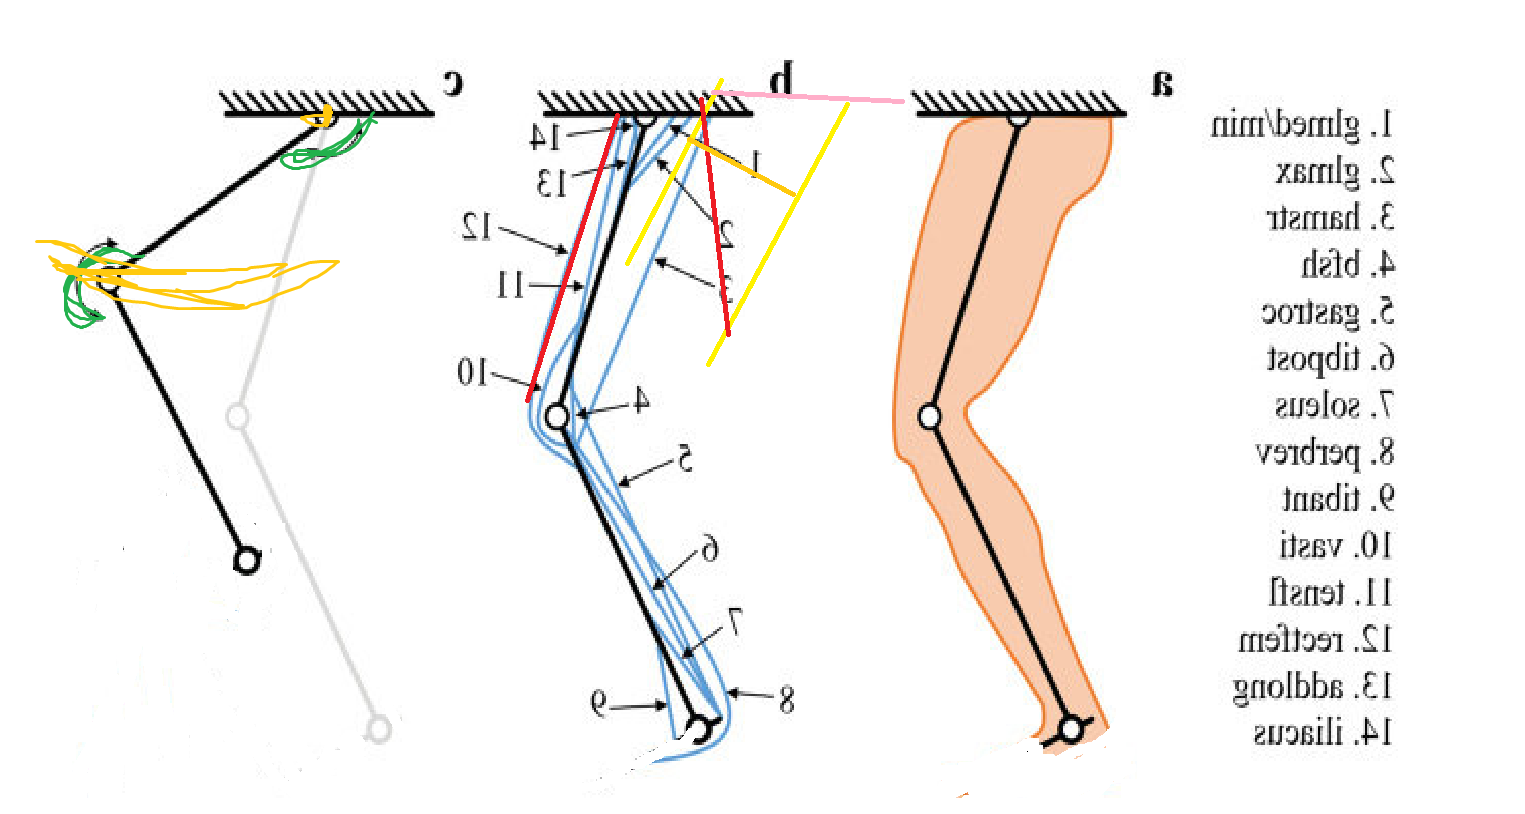 c
b
a
1. glmed/min
2. glmax
3. hamstr
4. bfsh
5. gastroc
6. tibpost
7. soleus
8. perbrev
9. tibant
10. vasti
11. tensfl
12. rectfem
13. addlong
14. iliacus
14
1
13
2
12
3
11
10
4
5
6
7
9
8